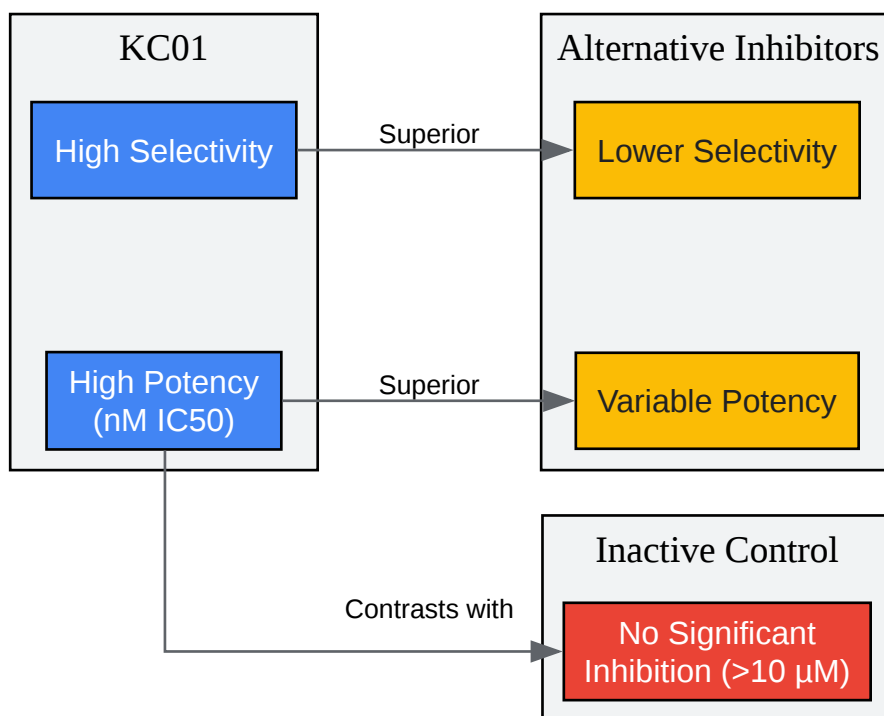 KC01
Alternative Inhibitors
High Selectivity
Superior
Lower Selectivity
High Potency
(nM IC50)
Superior
Variable Potency
Inactive Control
Contrasts with
No Significant
Inhibition (>10 µM)